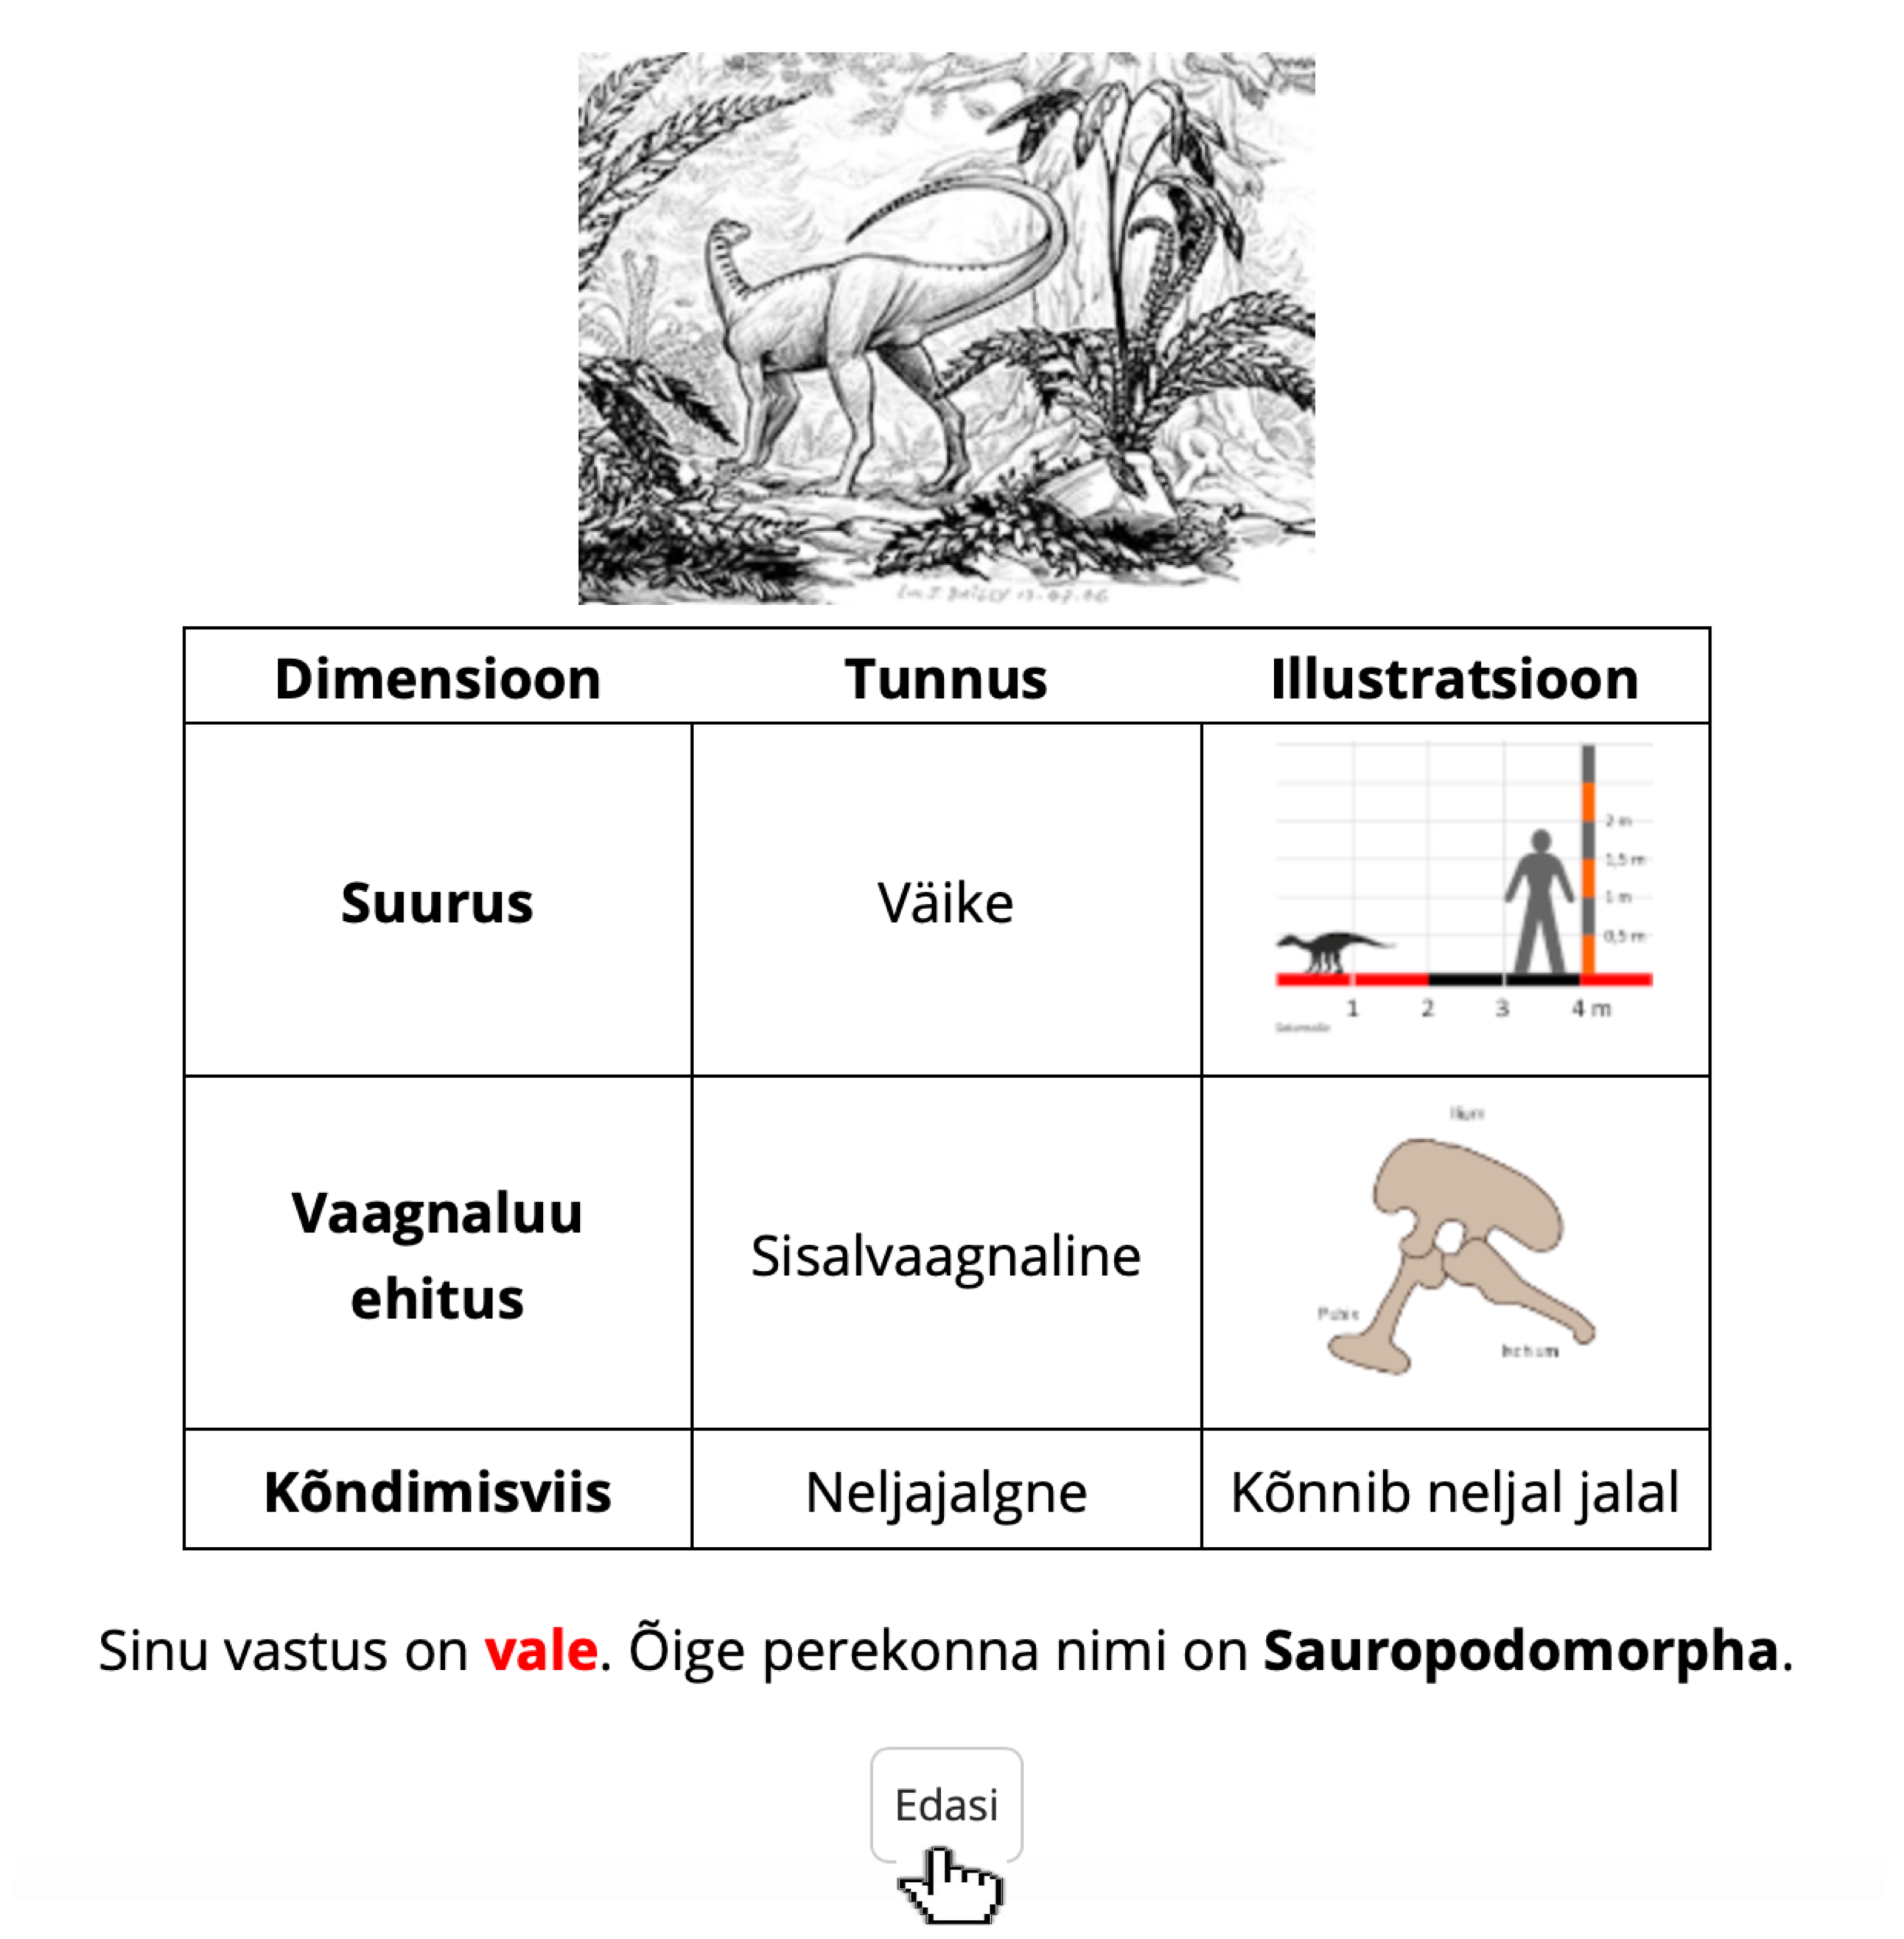 Dimensioon Tunnus Illustratsioon
Suurus Väike
2 m
1,5 m
1 m
0,5 m
1 2 3 4 m
Ilium
Vaagnaluu
ehitus
Sisalvaagnaline
Pubis
Ischium
Kõndimisviis Neljajalgne Kõnnib neljal jalal
Sinu vastus on vale. Õige perekonna nimi on Sauropodomorpha.
Edasi